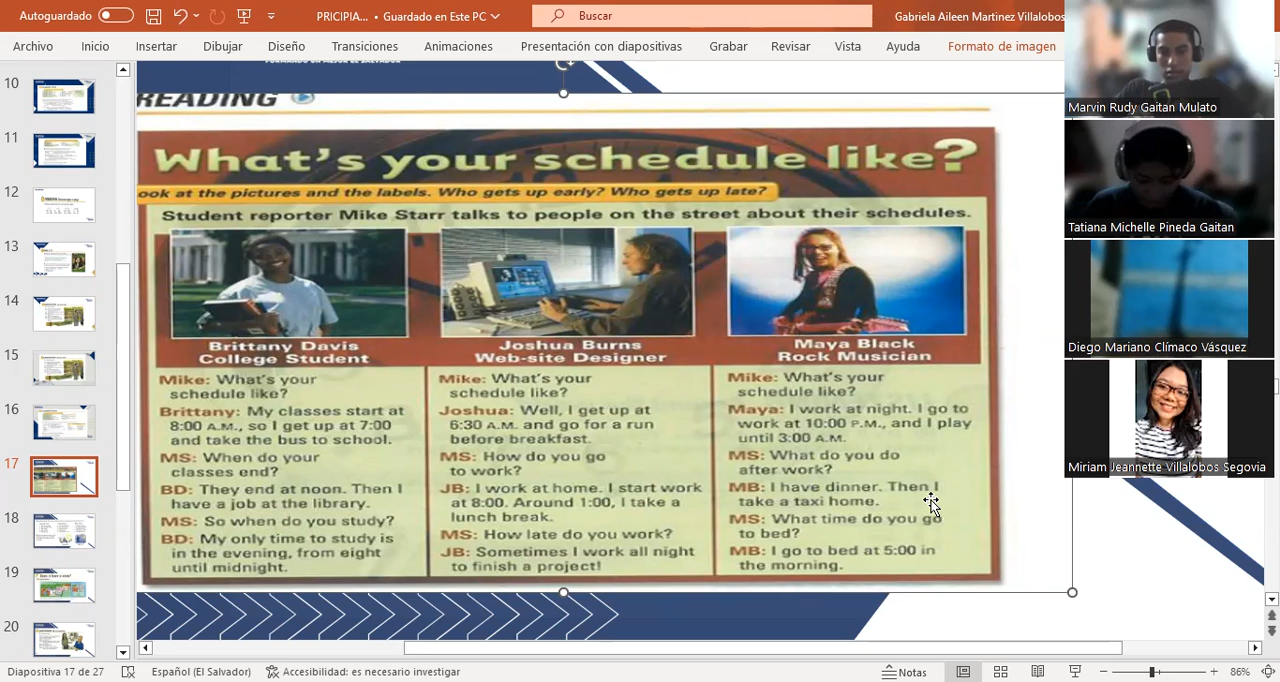 Autoguardado
PRICIPIA... • Guardado en Este PC
Buscar
Gabriela Aileen Martinez Villalobos
Archivo
Inicio
Insertar
Dibujar
Diseño
Transiciones
Animaciones
Presentación con diapositivas
Grabar
Revisar
Vista
Ayuda
Formato de imagen
10
11
12
13
14
15
16
17
18
19
20
READING
What's your schedule like?
ook at the pictures and the labels. Who gets up early? Who gets up late?
Student reporter Mike Starr talks to people on the street about their schedules.
Brittany Davis
College Student
Mike: What's your
schedule like?
Brittany: My classes start at
8:00 A.M., so I get up at 7:00
and take the bus to school.
MS: When do your
classes end?
BD: They end at noon. Then I
have a job at the library.
MS: So when do you study?
BD: My only time to study is
in the evening, from eight
until midnight.
Joshua Burns
Web-site Designer
Mike: What's your
schedule like?
Joshua: Well, I get up at
6:30 A.M. and go for a run
before breakfast.
MS: How do you go
to work?
JB: I work at home. I start work
at 8:00. Around 1:00, I take a
lunch break.
MS: How late do you work?
JB: Sometimes I work all night
to finish a project!
Maya Black
Rock Musician
Mike: What's your
schedule like?
Maya: I work at night. I go to
work at 10:00 P.M., and I play
until 3:00 A.M.
MS: What do you do
after work?
MB: I have dinner. Then I
take a taxi home.
MS: What time do you go
to bed?
MB: I go to bed at 5:00 in
the morning.
Marvin Rudy Gaitan Mulato
Tatiana Michelle Pineda Gaitan
Diego Mariano Clímaco Vásquez
Miriam Jeannette Villalobos Segovia
Diapositiva 17 de 27
Español (El Salvador)
Accesibilidad: es necesario investigar
Notas
86%